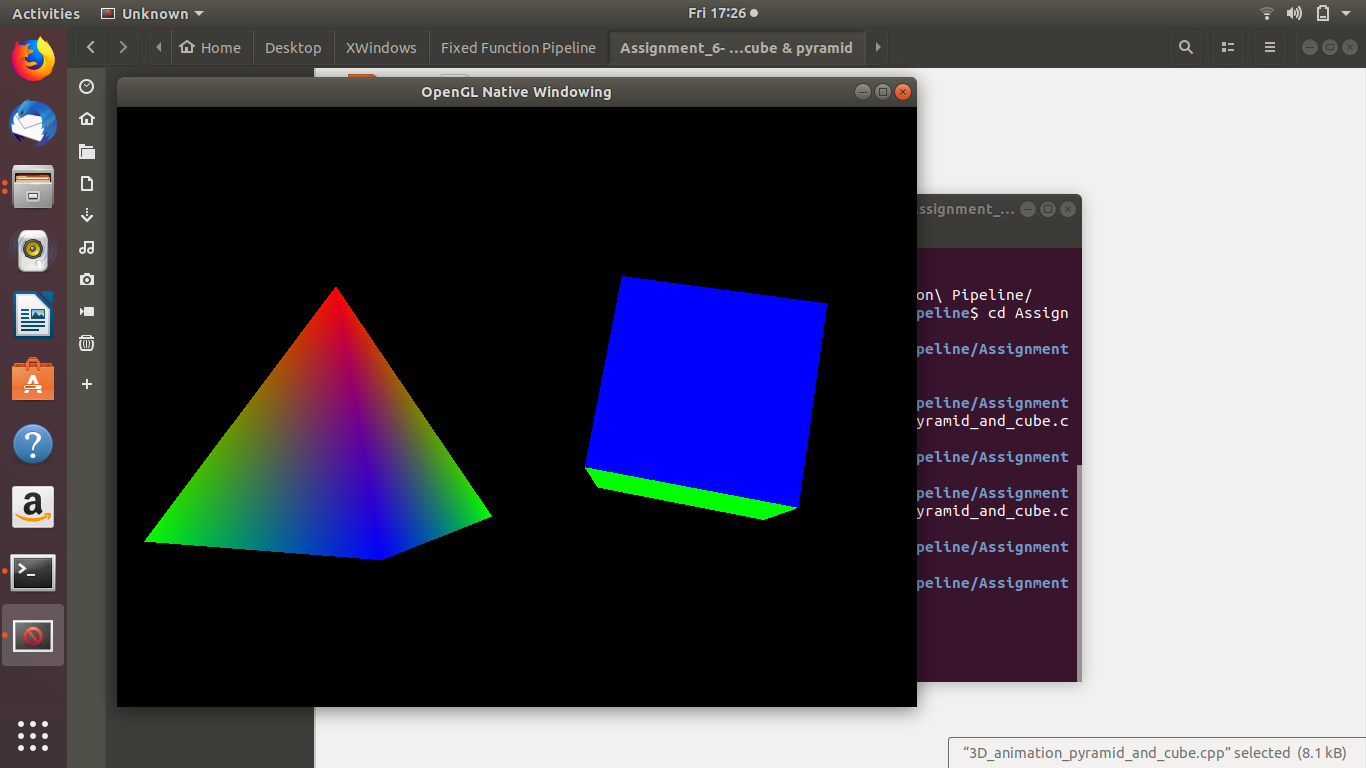 Activities Unknown Fri 17:26
Home Desktop XWindows Fixed Function Pipeline Assignment_6- ...cube & pyramid
OpenGL Native Windowing
ssignment_...
on\ Pipeline/
peline$ cd Assign
peline/Assignment
peline/Assignment
yramid_and_cube.c
peline/Assignment
peline/Assignment
yramid_and_cube.c
peline/Assignment
peline/Assignment
“3D_animation_pyramid_and_cube.cpp” selected (8.1 kB)